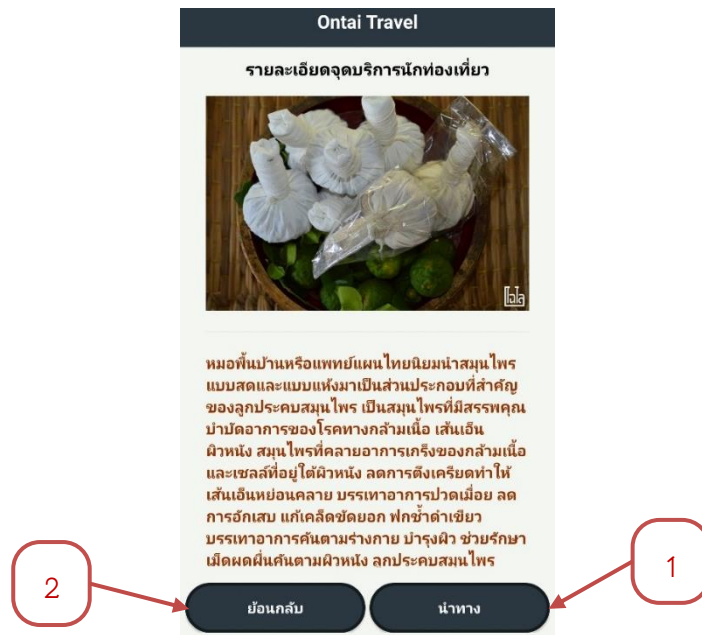 Ontai Travel
รายละเอียดจุดบริการนักท่องเที่ยว
ไฉไล
หมอพื้นบ้านหรือแพทย์แผนไทยนิยมนำสมุนไพร
แบบสดและแบบแห้งมาเป็นส่วนประกอบที่สำคัญ
ของลูกประคบสมุนไพร เป็นสมุนไพรที่มีสรรพคุณ
บำบัดอาการของโรคทางกล้ามเนื้อ เส้นเอ็น
ผิวหนัง สมุนไพรที่คลายอาการเกร็งของกล้ามเนื้อ
และเซลล์ที่อยู่ใต้ผิวหนัง ลดการตึงเครียดทำให้
เส้นเอ็นหย่อนคลาย บรรเทาอาการปวดเมื่อย ลด
การอักเสบ แก้เคล็ดขัดยอก ฟกช้ำดำเขียว
บรรเทาอาการคันตามร่างกาย บำรุงผิว ช่วยรักษา
เม็ดผดผื่นคันตามผิวหนัง ลูกประคบสมุนไพร
2
ย้อนกลับ
นำทาง
1